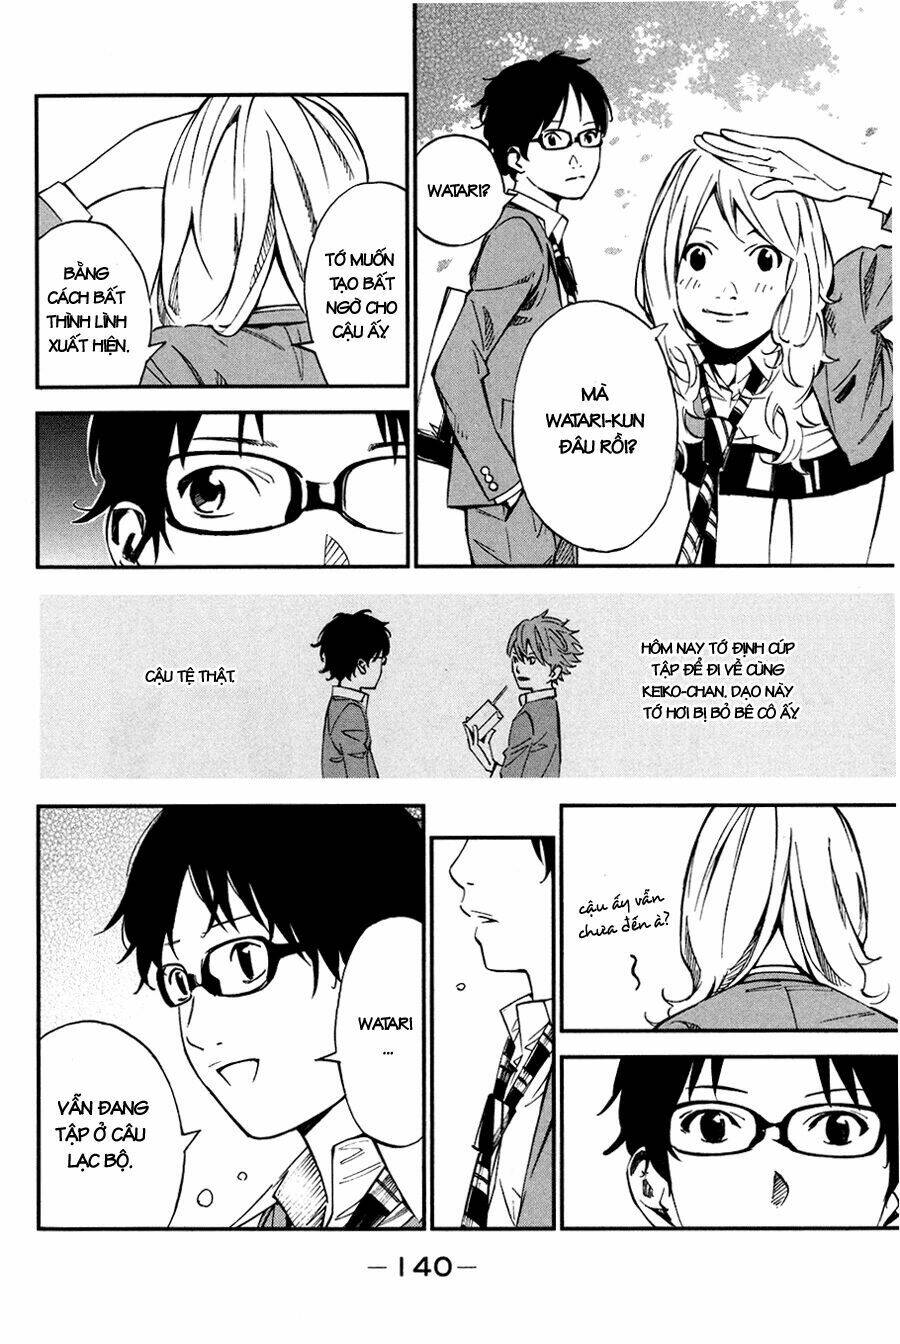 MÀ
WATARI-KUN
ĐÂU RỒI?
WATARI?
TỚ MUỐN
TẠO BẤT
NGỜ CHO
CẬU ẤY.
BẰNG
CÁCH BẤT
THÌNH LÌNH
XUẤT HIỆN.
HÔM NAY TỚ ĐỊNH CÚP
TẬP ĐỂ ĐI VỀ CÙNG
KEIKO-CHAN. DẠO NÀY
TỚ HƠI BỊ BỎ BÊ CÔ ẤY.
CẬU TỆ THẬT.
cậu ấy vẫn
chưa đến à?
WATARI
...
VẪN ĐANG
TẬP Ở CÂU
LẠC BỘ.
—140—